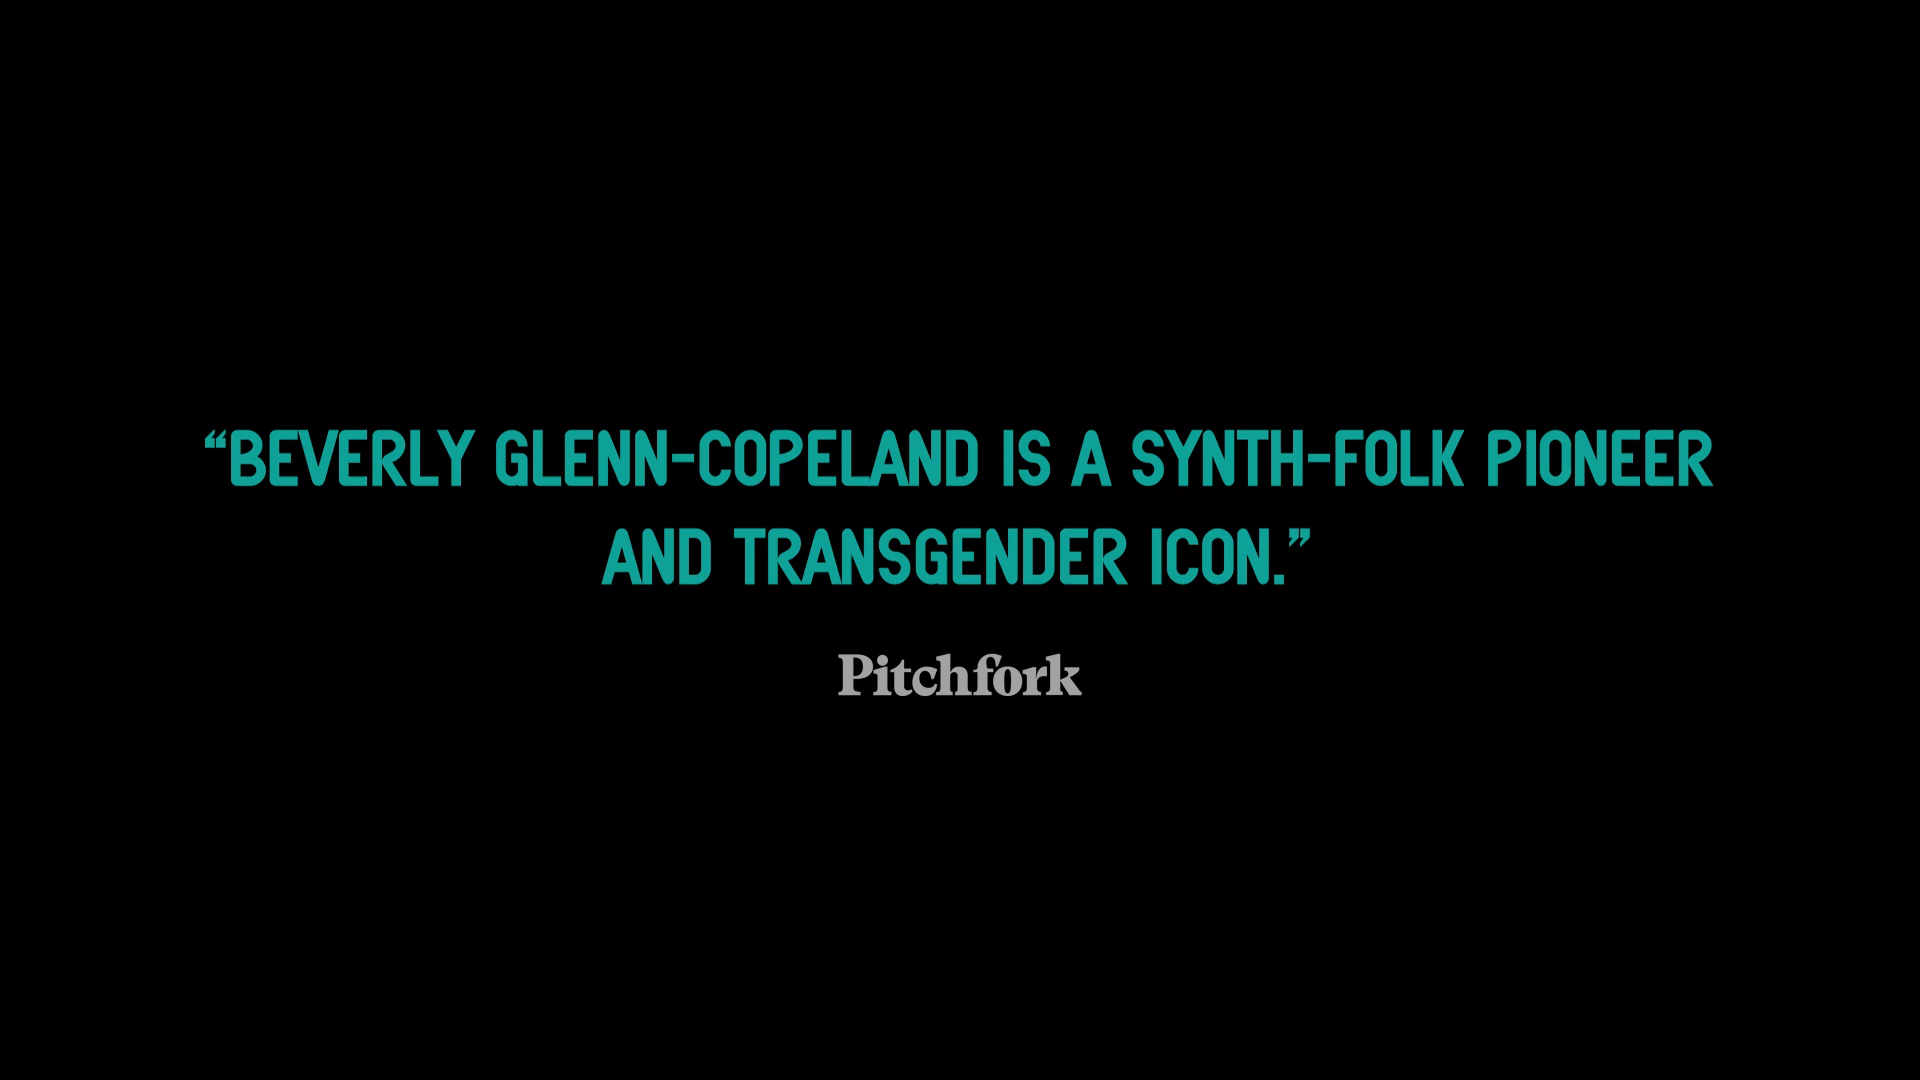 “BEVERLY GLENN-COPELAND IS A SYNTH-FOLK PIONEER
AND TRANSGENDER ICON.”
Pitchfork